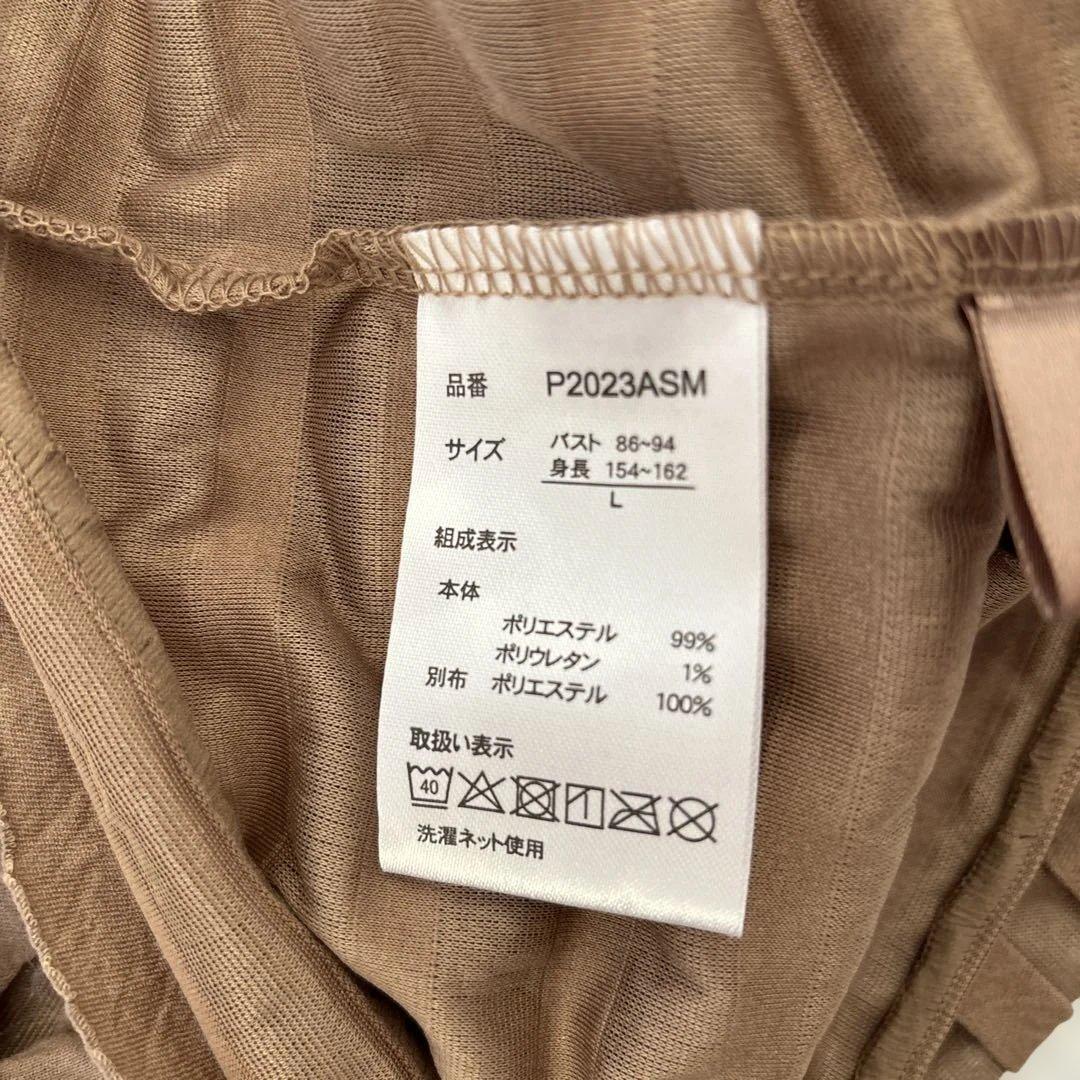 品番 P2023ASM
サイズ バスト 86~94
身長 154~162
L
組成表示
本体
ポリエステル 99%
ポリウレタン 1%
別布 ポリエステル 100%
取扱い表示
40
洗濯ネット使用